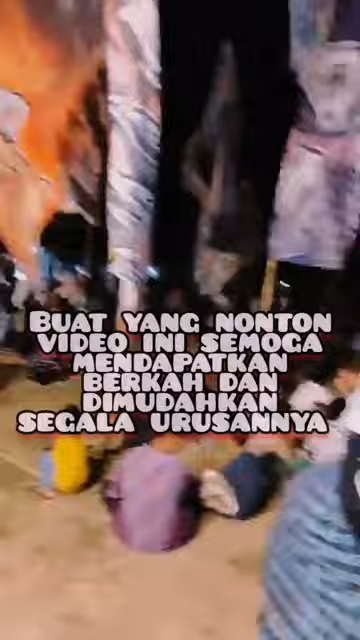 BUAT YANG NONTON
VIDEO INI SEMOGA
MENDAPATKAN
BERKAH DAN
DIMUDAHKAN
SEGALA URUSANNYA